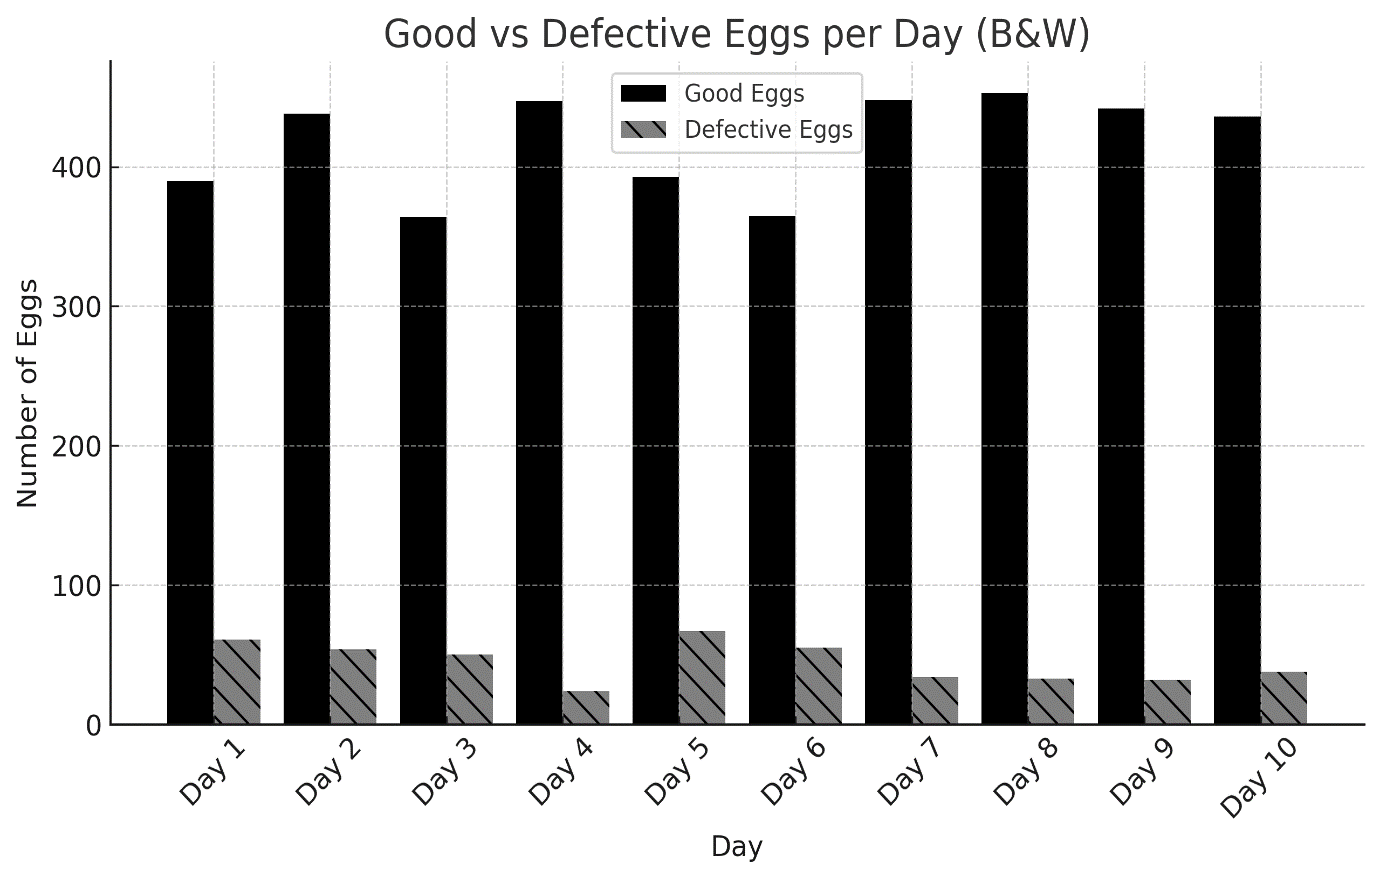 Good vs Defective Eggs per Day (B&W)
Good Eggs
Defective Eggs
400
300
200
100
0
Number of Eggs
Day 1
Day 2
Day 3
Day 4
Day 5
Day 6
Day 7
Day 8
Day 9
Day 10
Day